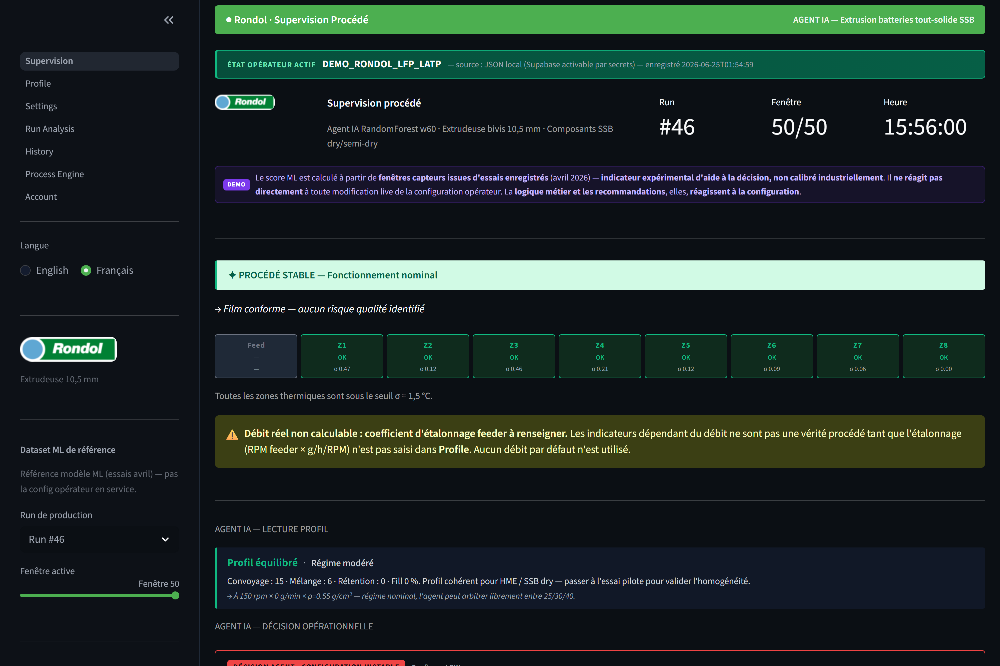 Supervision
Profile
Settings
Run Analysis
History
Process Engine
Account
Langue
English
Français
Rondol
Extrudeuse 10,5 mm
Dataset ML de référence
Référence modèle ML (essais avril) — pas
la config opérateur en service.
Run de production
Run #46
Fenêtre active
Fenêtre 50
Rondol · Supervision Procédé
AGENT IA — Extrusion batteries tout-solide SSB
ÉTAT OPÉRATEUR ACTIF DEMO_RONDOL_LFP_LATP — source : JSON local (Supabase activable par secrets) — enregistré 2026-06-25T01:54:59
Rondol
Supervision procédé
Agent IA RandomForest w60 · Extrudeuse bivis 10,5 mm · Composants SSB
dry/semi-dry
Run
#46
Fenêtre
50/50
Heure
15:56:00
DEMO
Le score ML est calculé à partir de fenêtres capteurs issues d'essais enregistrés (avril 2026) — indicateur expérimental d'aide à la décision, non calibré industriellement. Il ne réagit pas
directement à toute modification live de la configuration opérateur. La logique métier et les recommandations, elles, réagissent à la configuration.
✦ PROCÉDÉ STABLE — Fonctionnement nominal
→ Film conforme — aucun risque qualité identifié
Feed
—
—
Z1
OK
σ 0.47
Z2
OK
σ 0.12
Z3
OK
σ 0.46
Z4
OK
σ 0.21
Z5
OK
σ 0.12
Z6
OK
σ 0.09
Z7
OK
σ 0.06
Z8
OK
σ 0.00
Toutes les zones thermiques sont sous le seuil σ = 1,5 °C.
Débit réel non calculable : coefficient d'étalonnage feeder à renseigner. Les indicateurs dépendant du débit ne sont pas une vérité procédé tant que l'étalonnage
(RPM feeder × g/h/RPM) n'est pas saisi dans Profile. Aucun débit par défaut n'est utilisé.
AGENT IA — LECTURE PROFIL
Profil équilibré · Régime modéré
Convoyage : 15 · Mélange : 6 · Rétention : 0 · Fill 0 %. Profil cohérent pour HME / SSB dry — passer à l'essai pilote pour valider l'homogénéité.
→ À 150 rpm × 0 g/min × ρ=0.55 g/cm³ — régime nominal, l'agent peut arbitrer librement entre 25/30/40.
AGENT IA — DÉCISION OPÉRATIONNELLE